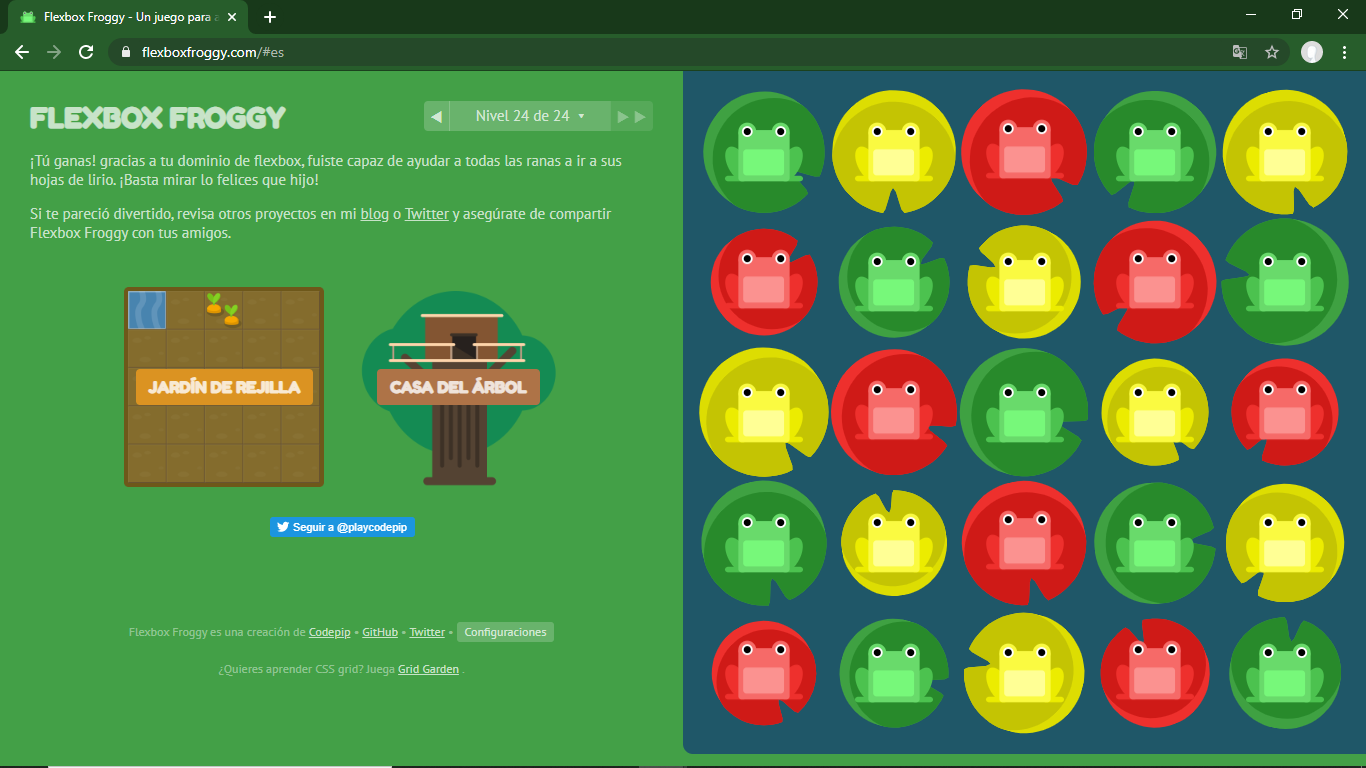 Flexbox Froggy - Un juego para a
flexboxfroggy.com/#es
FLEXBOX FROGGY
Nivel 24 de 24
¡Tú ganas! gracias a tu dominio de flexbox, fuiste capaz de ayudar a todas las ranas a ir a sus
hojas de lirio. ¡Basta mirar lo felices que hijo!
Si te pareció divertido, revisa otros proyectos en mi blog o Twitter y asegúrate de compartir
Flexbox Froggy con tus amigos.
JARDÍN DE REJILLA
CASA DEL ÁRBOL
Seguir a @playcodepip
Flexbox Froggy es una creación de Codepip • GitHub • Twitter • Configuraciones
¿Quieres aprender CSS grid? Juega Grid Garden .